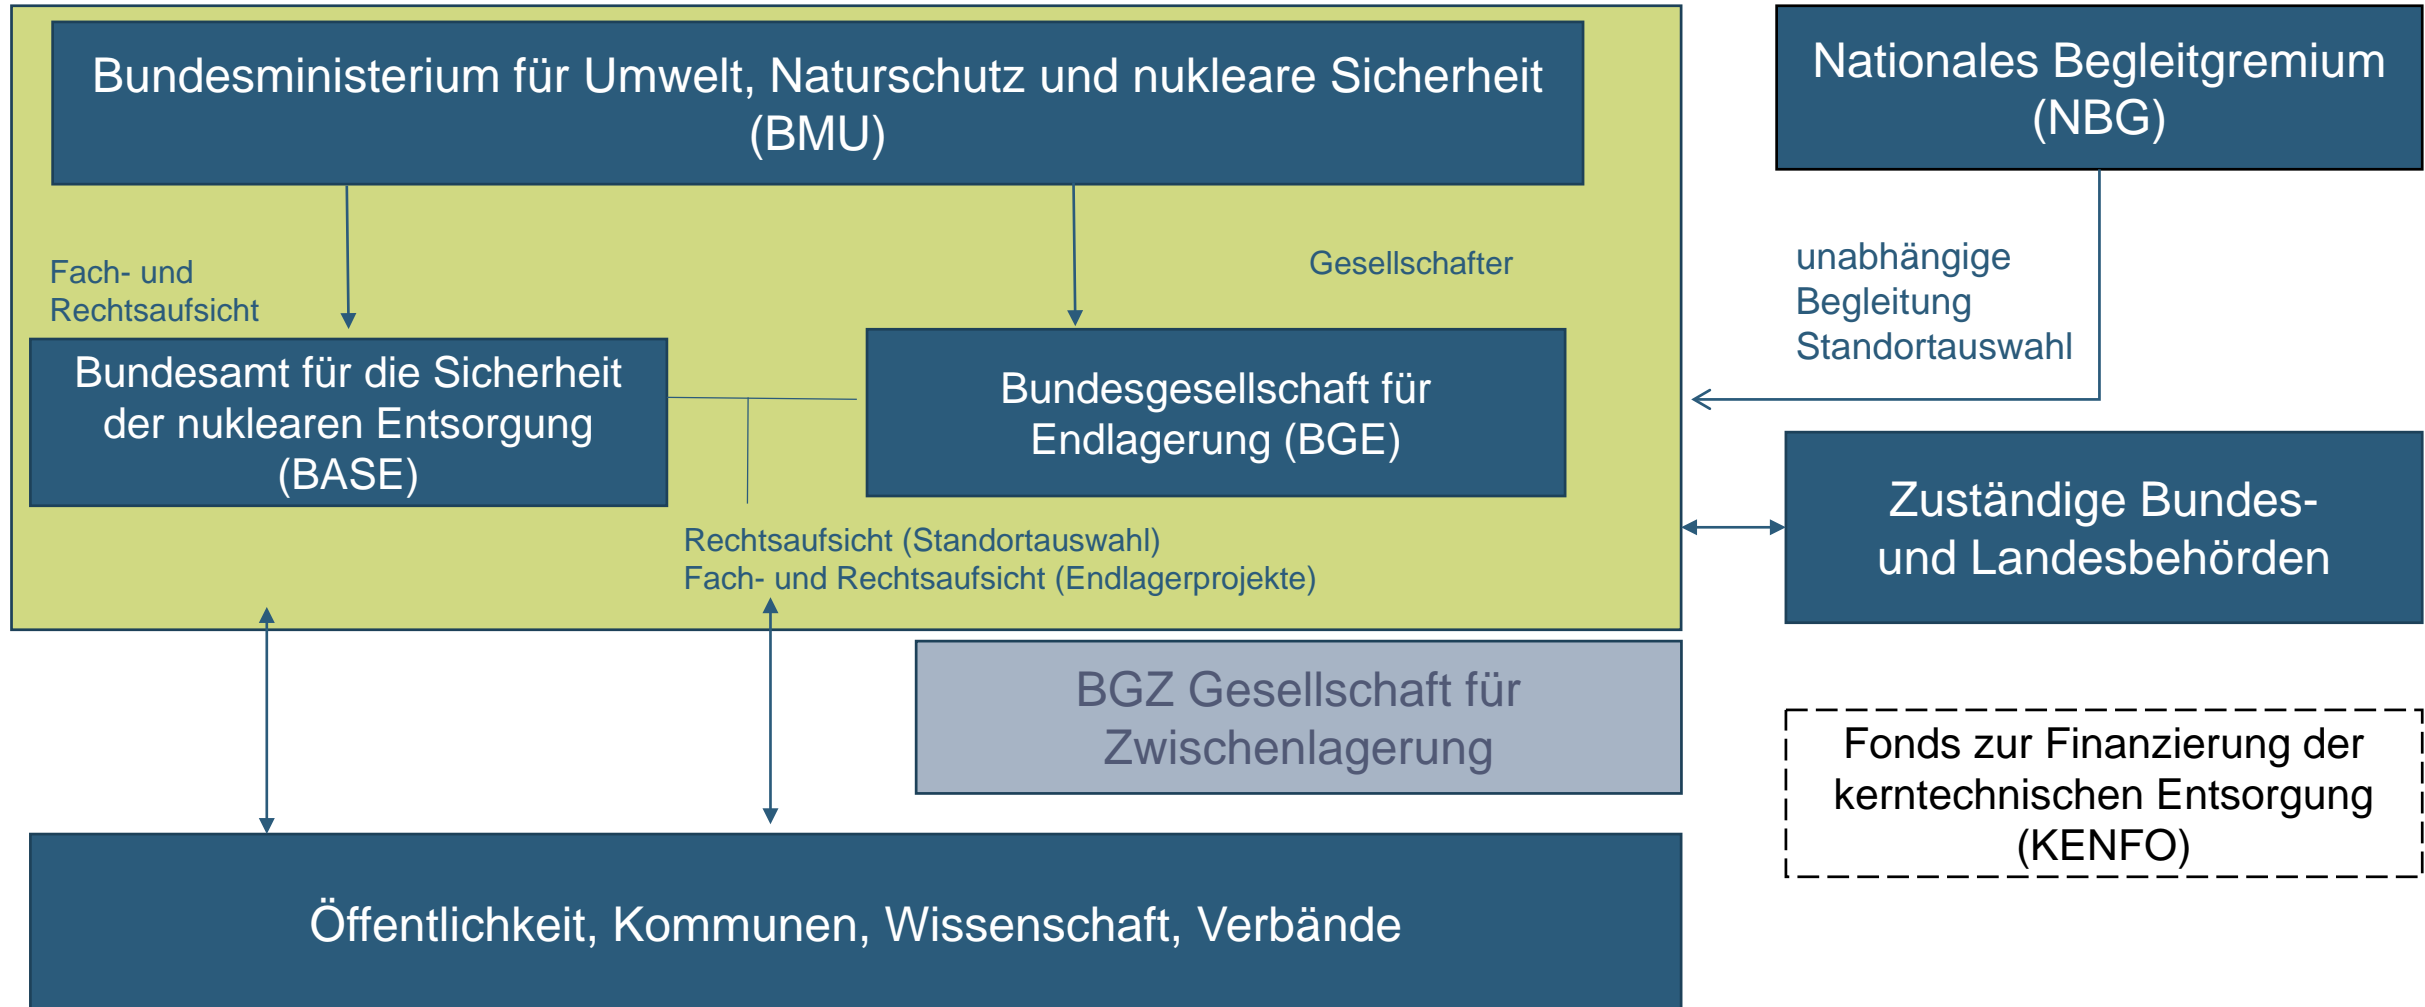 Bundesministerium für Umwelt, Naturschutz und nukleare Sicherheit
(BMU)
Nationales Begleitgremium
(NBG)
Fach- und
Rechtsaufsicht
Gesellschafter
unabhängige
Begleitung
Standortauswahl
Bundesamt für die Sicherheit
der nuklearen Entsorgung
(BASE)
Bundesgesellschaft für
Endlagerung (BGE)
Rechtsaufsicht (Standortauswahl)
Fach- und Rechtsaufsicht (Endlagerprojekte)
Zuständige Bundes-
und Landesbehörden
BGZ Gesellschaft für
Zwischenlagerung
Fonds zur Finanzierung der
kerntechnischen Entsorgung
(KENFO)
Öffentlichkeit, Kommunen, Wissenschaft, Verbände